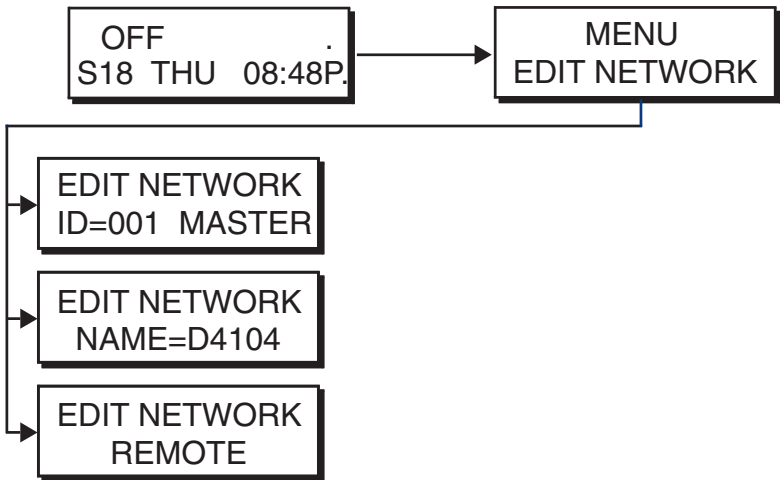 OFF .
S18 THU 08:48P.
MENU
EDIT NETWORK
EDIT NETWORK
ID=001 MASTER
EDIT NETWORK
NAME=D4104
EDIT NETWORK
REMOTE